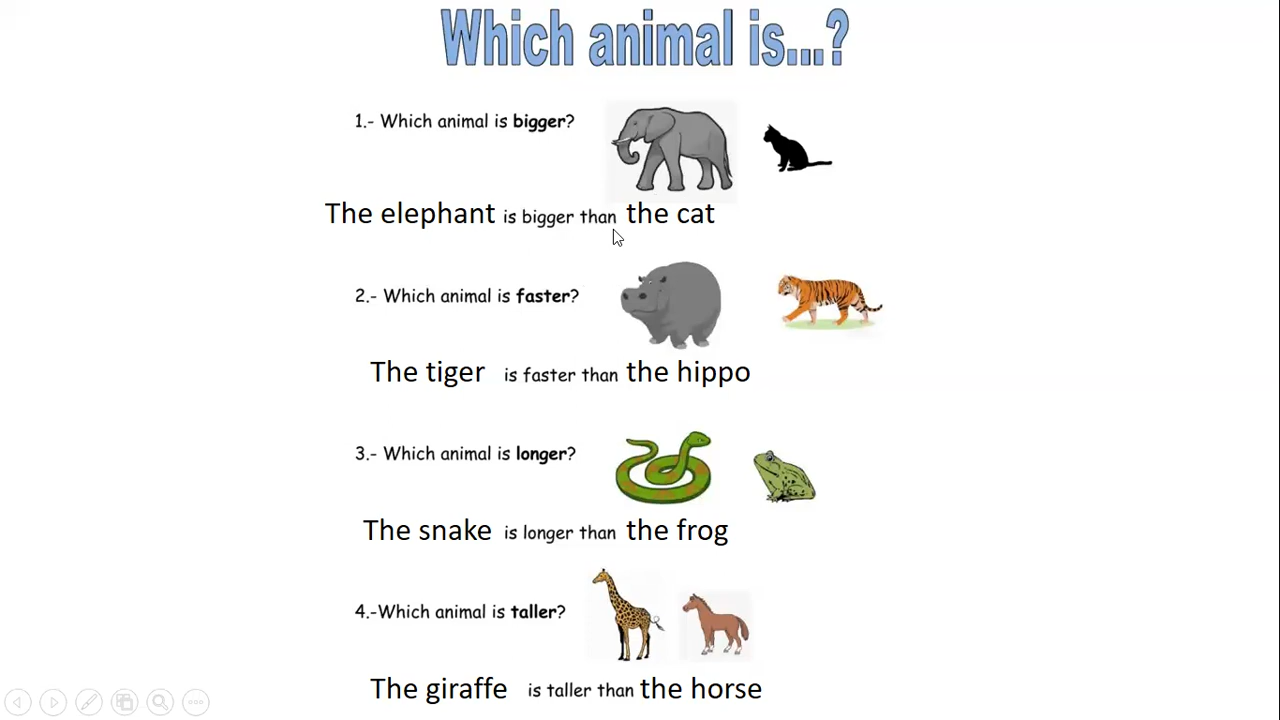 Which animal is...?
1.- Which animal is bigger?
The elephant is bigger than the cat
2.- Which animal is faster?
The tiger is faster than the hippo
3.- Which animal is longer?
The snake is longer than the frog
4.-Which animal is taller?
The giraffe is taller than the horse